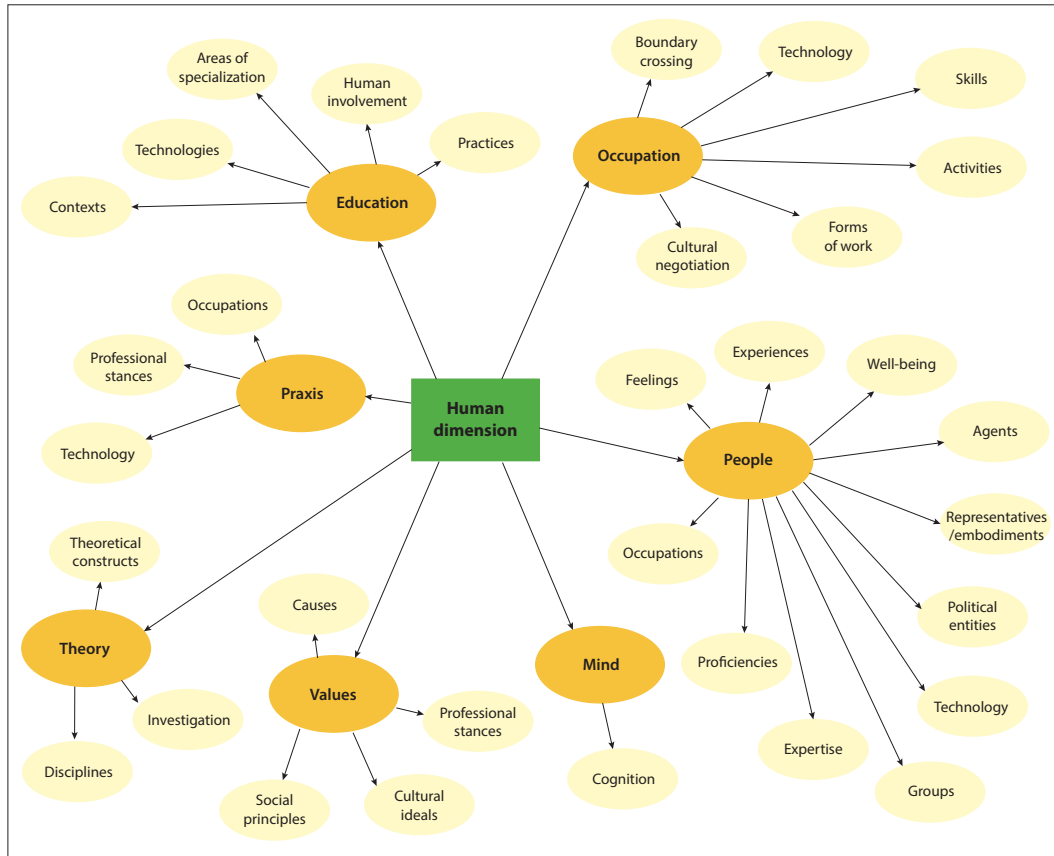 Areas of
specialization
Human
involvement
Technologies
Practices
Contexts
Education
Boundary
crossing
Technology
Skills
Occupation
Activities
Forms
of work
Cultural
negotiation
Occupations
Professional
stances
Praxis
Technology
Human
dimension
Experiences
Feelings
Well-being
People
Agents
Representatives
/embodiments
Occupations
Political
entities
Proficiencies
Technology
Expertise
Groups
Theoretical
constructs
Theory
Investigation
Disciplines
Causes
Values
Professional
stances
Social
principles
Cultural
ideals
Mind
Cognition